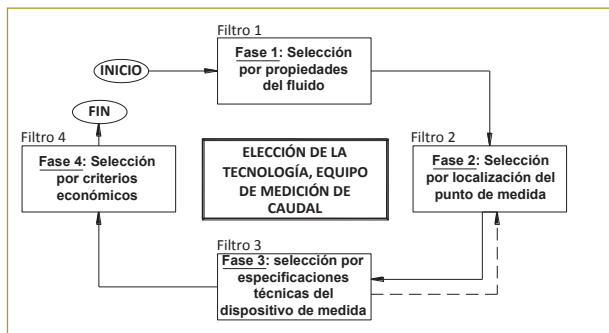 Filtro 1
INICIO
Fase 1: Selección
por propiedades
del fluido
FIN
Filtro 4
Fase 4: Selección
por criterios
económicos
ELECCIÓN DE LA
TECNOLOGÍA, EQUIPO
DE MEDICIÓN DE
CAUDAL
Filtro 2
Fase 2: Selección
por localización del
punto de medida
Filtro 3
Fase 3: selección por
especificaciones
técnicas del
dispositivo de medida